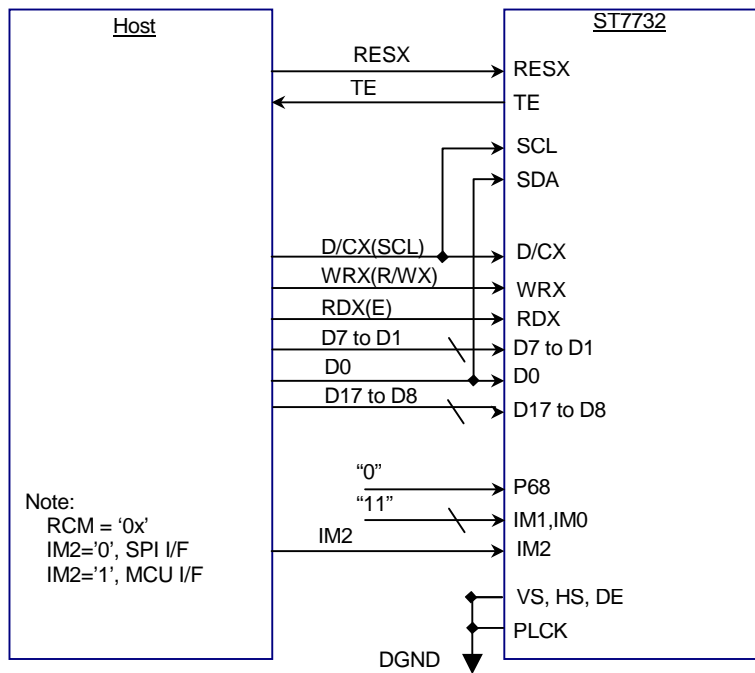 Host
ST7732
RESX
RESX
TE
TE
SCL
SDA
D/CX(SCL)
D/CX
WRX(R/WX)
WRX
RDX(E)
RDX
D7 to D1
D7 to D1
D0
D0
D17 to D8
D17 to D8
“0”
P68
“11”
IM1,IM0
IM2
IM2
Note:
RCM = ‘0x’
IM2=‘0’, SPI I/F
IM2=‘1’, MCU I/F
VS, HS, DE
PLCK
DGND